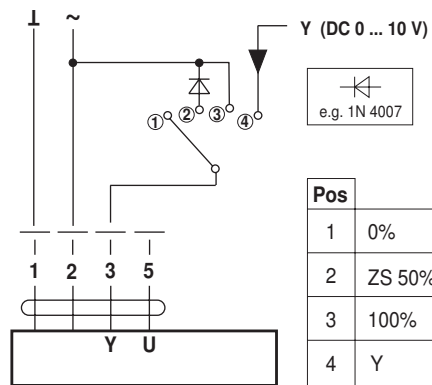 ⊥ ~
Y (DC 0 ... 10 V)
① ② ③ ④
e.g. 1N 4007
Pos
1 0%
2 ZS 50%
3 100%
4 Y
1 2 3 5
Y U